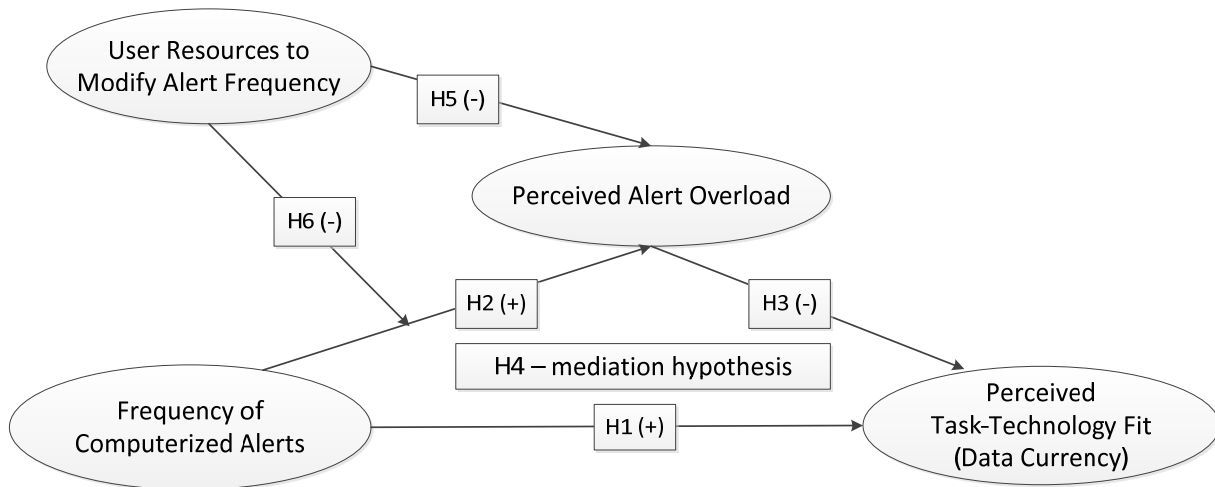 User Resources to
Modify Alert Frequency
H5 (-)
Perceived Alert Overload
H6 (-)
H2 (+)
H3 (-)
H4 – mediation hypothesis
Frequency of
Computerized Alerts
H1 (+)
Perceived
Task-Technology Fit
(Data Currency)